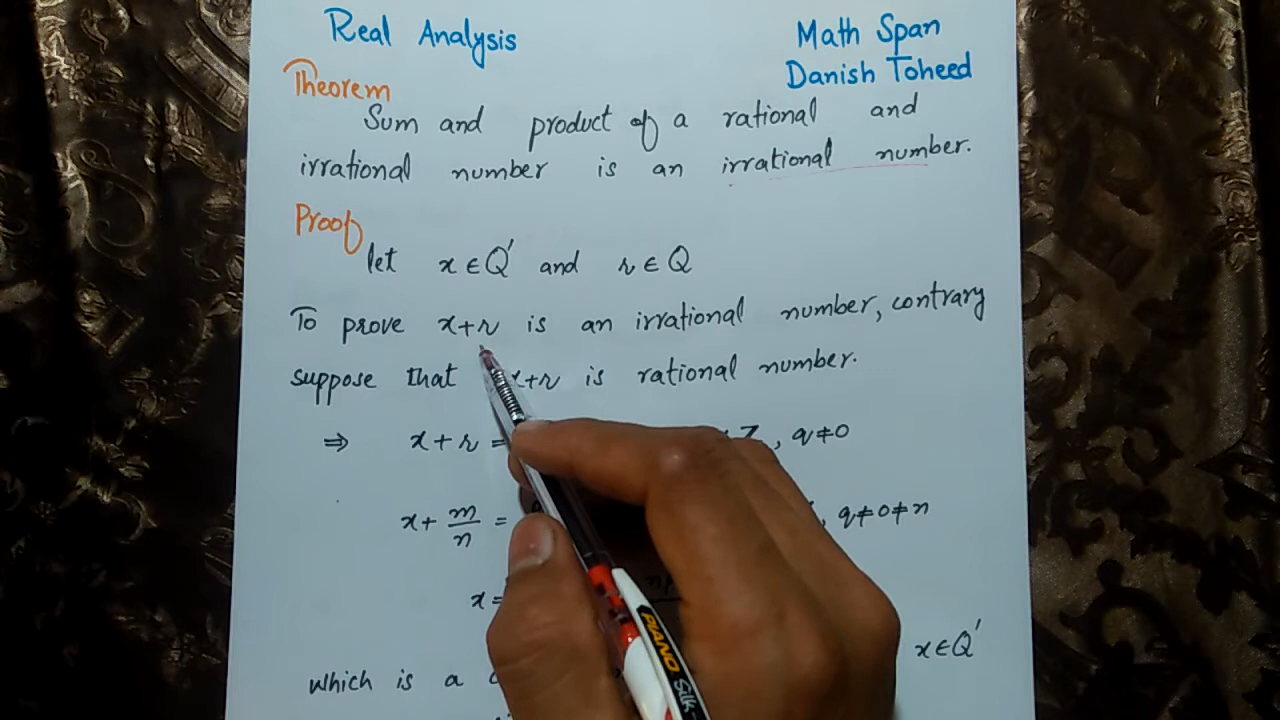 Real Analysis
Math Span
Danish Toheed
Theorem
Sum and product of a rational and
irrational number is an irrational number.
Proof
let x ∈ Q' and r ∈ Q
To prove x+r is an irrational number, contrary
suppose that x+r is rational number.
⇒ x + r = Z, q≠0
x + m/n = , q≠0≠n
x =
x ∈ Q'
which is a
PIANO